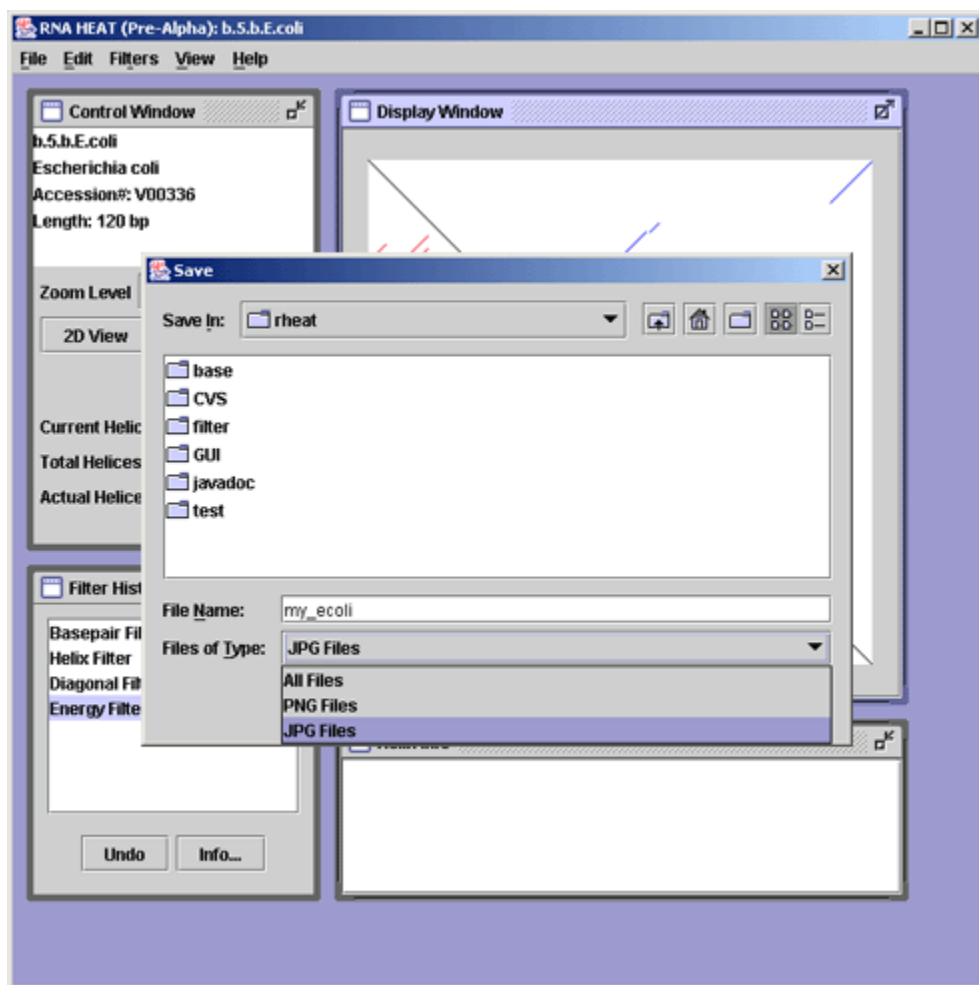 RNA HEAT (Pre-Alpha): b.5.b.E.coli
File Edit Filters View Help
Control Window
b.5.b.E.coli
Escherichia coli
Accession#: V00336
Length: 120 bp
Zoom Level
2D View
Current Helic
Total Helices
Actual Helice
Display Window
Save
Save In: rheat
base
CVS
filter
GUI
javadoc
test
File Name: my_ecoli
Files of Type: JPG Files
All Files
PNG Files
JPG Files
Filter Hist
Basepair Fil
Helix Filter
Diagonal Filt
Energy Filte
Undo Info...